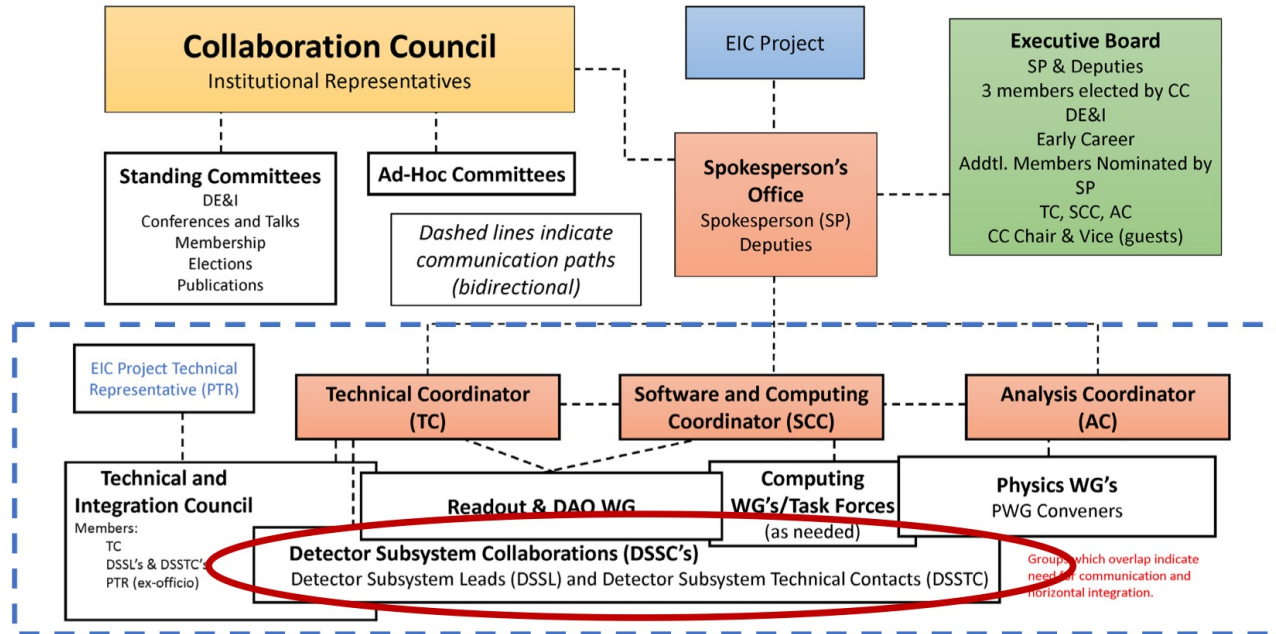 Collaboration Council
Institutional Representatives
EIC Project
Executive Board
SP & Deputies
3 members elected by CC
DE&I
Early Career
Addtl. Members Nominated by
SP
TC, SCC, AC
CC Chair & Vice (guests)
Standing Committees
DE&I
Conferences and Talks
Membership
Elections
Publications
Ad-Hoc Committees
Spokesperson's
Office
Spokesperson (SP)
Deputies
Dashed lines indicate
communication paths
(bidirectional)
EIC Project Technical
Representative (PTR)
Technical Coordinator
(TC)
Software and Computing
Coordinator (SCC)
Analysis Coordinator
(AC)
Technical and
Integration Council
Members:
TC
DSSL's & DSSTC's
PTR (ex-officio)
Readout & DAQ WG
Computing
WG's/Task Forces
(as needed)
Physics WG's
PWG Conveners
Detector Subsystem Collaborations (DSSC's)
Detector Subsystem Leads (DSSL) and Detector Subsystem Technical Contacts (DSSTC)
Groups which overlap indicate
need for communication and
horizontal integration.